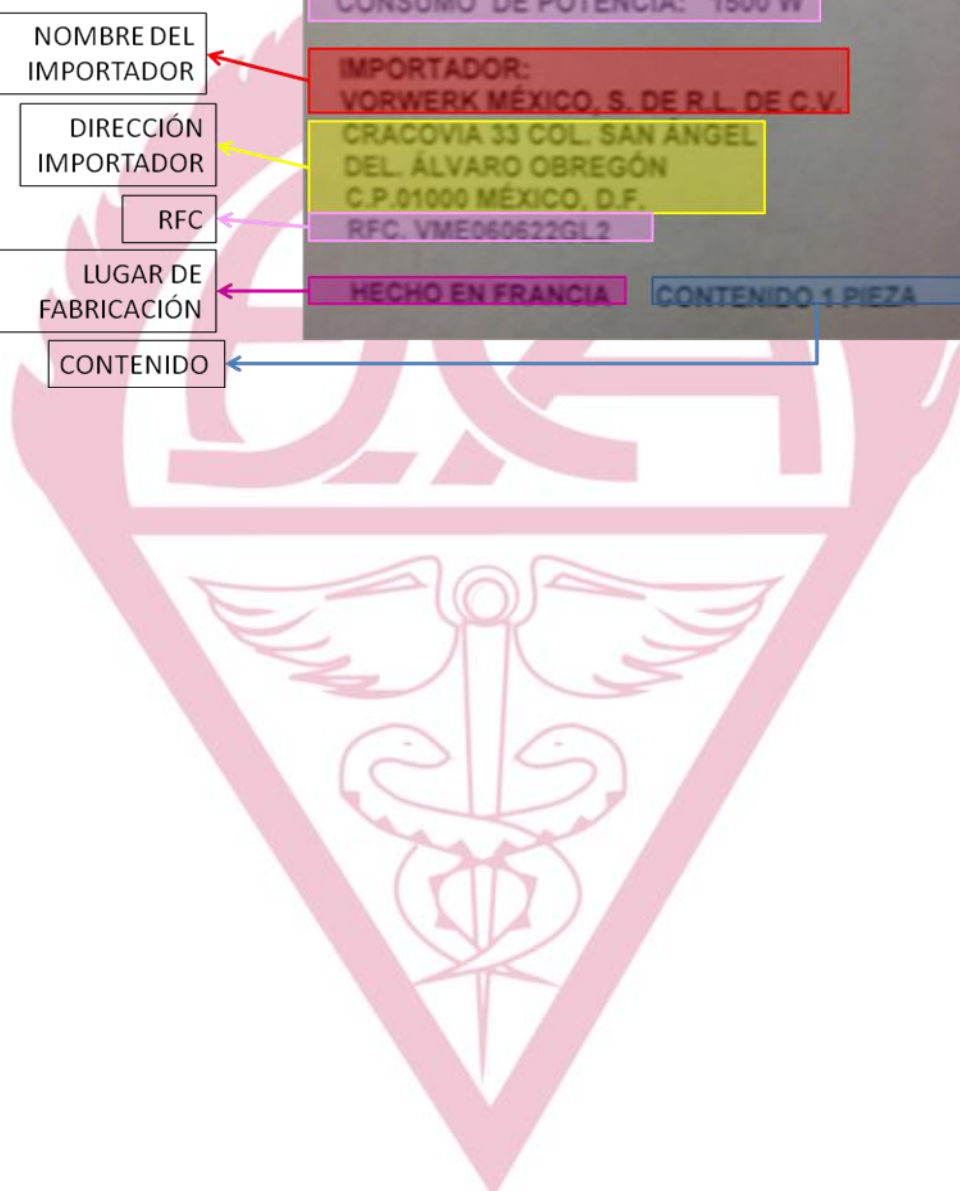 CONSUMO DE POTENCIA: 1500 W
NOMBRE DEL
IMPORTADOR
IMPORTADOR:
VORWERK MÉXICO, S. DE R.L. DE C.V.
DIRECCIÓN
IMPORTADOR
CRACOVIA 33 COL. SAN ÁNGEL
DEL. ÁLVARO OBREGÓN
C.P.01000 MÉXICO, D.F.
RFC
RFC. VME060622GL2
LUGAR DE
FABRICACIÓN
HECHO EN FRANCIA
CONTENIDO 1 PIEZA
CONTENIDO